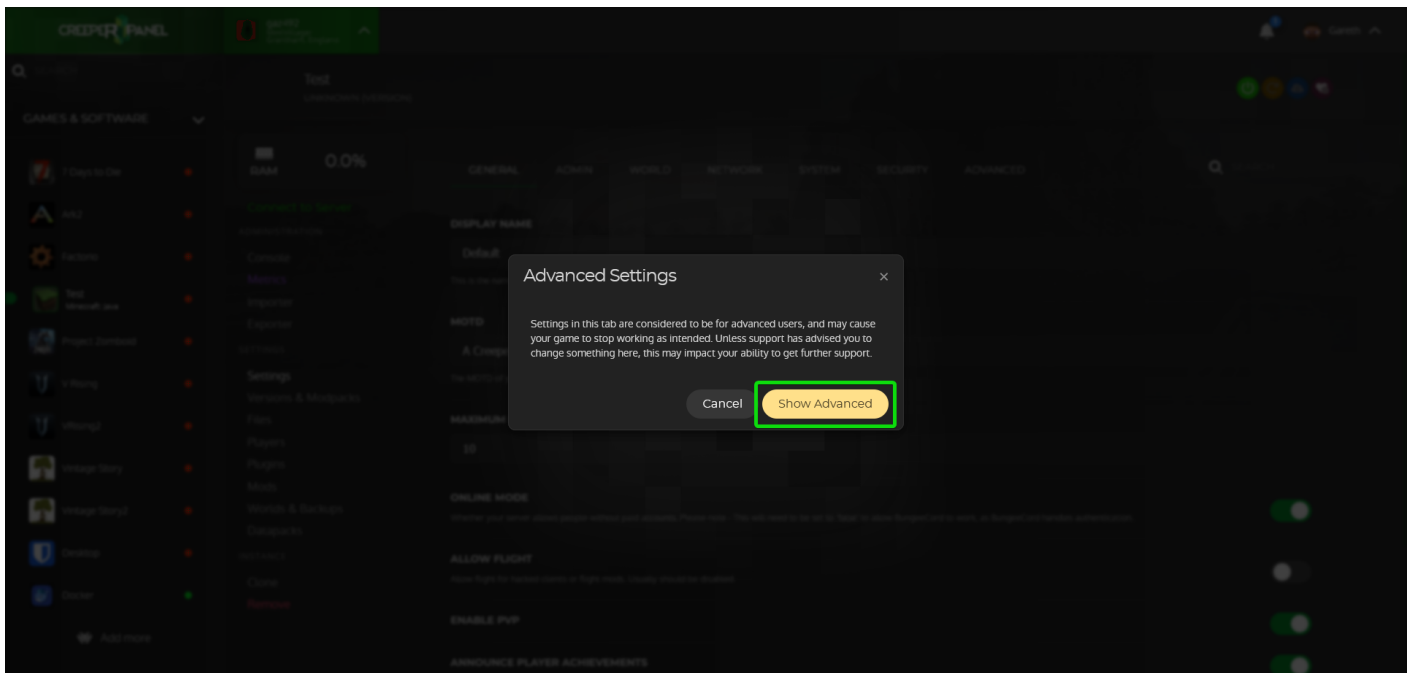 CREEPER PANEL
Gareth
Test
GAMES & SOFTWARE
RAM
0.0%
GENERAL
ADMIN
WORLD
NETWORK
SYSTEM
SECURITY
ADVANCED
7 Days to Die
Ark2
Factorio
Test
Minecraft: Java
Project Zomboid
V Rising
VRising2
Vintage Story
Vintage Story2
Desktop
Docker
Add more
Connect to Server
Console
Metrics
Importer
Exporter
Settings
Versions & Modpacks
Files
Players
Plugins
Mods
Worlds & Backups
Datapacks
Clone
Remove
DISPLAY NAME
Default
MOTD
MAXIMUM
10
ONLINE MODE
ALLOW FLIGHT
ENABLE PVP
ANNOUNCE PLAYER ACHIEVEMENTS
Advanced Settings
×
Settings in this tab are considered to be for advanced users, and may cause
your game to stop working as intended. Unless support has advised you to
change something here, this may impact your ability to get further support.
Cancel
Show Advanced